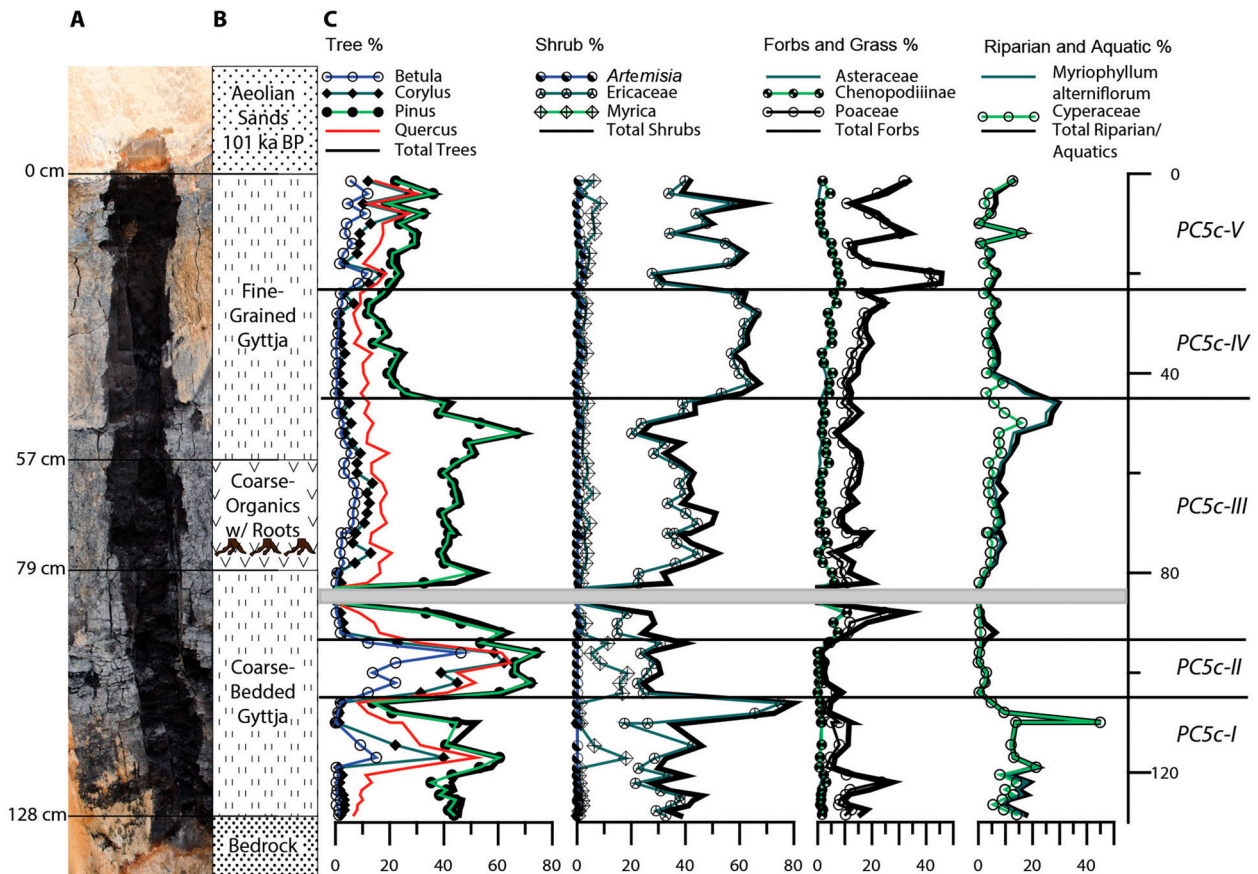 A
B
C
Tree %
Betula
Corylus
Pinus
Quercus
Total Trees
Shrub %
Artemisia
Ericaceae
Myrica
Total Shrubs
Forbs and Grass %
Asteraceae
Chenopodiiinae
Poaceae
Total Forbs
Riparian and Aquatic %
Myriophyllum
alterniflorum
Cyperaceae
Total Riparian/
Aquatics
Aeolian
Sands
101 ka BP
0 cm
Fine-
Grained
Gyttja
57 cm
Coarse-
Organics
w/ Roots
79 cm
Coarse-
Bedded
Gyttja
128 cm
Bedrock
0
40
80
120
PC5c-V
PC5c-IV
PC5c-III
PC5c-II
PC5c-I
0 20 40 60 80
0 20 40 60 80
0 20 40
0 20 40